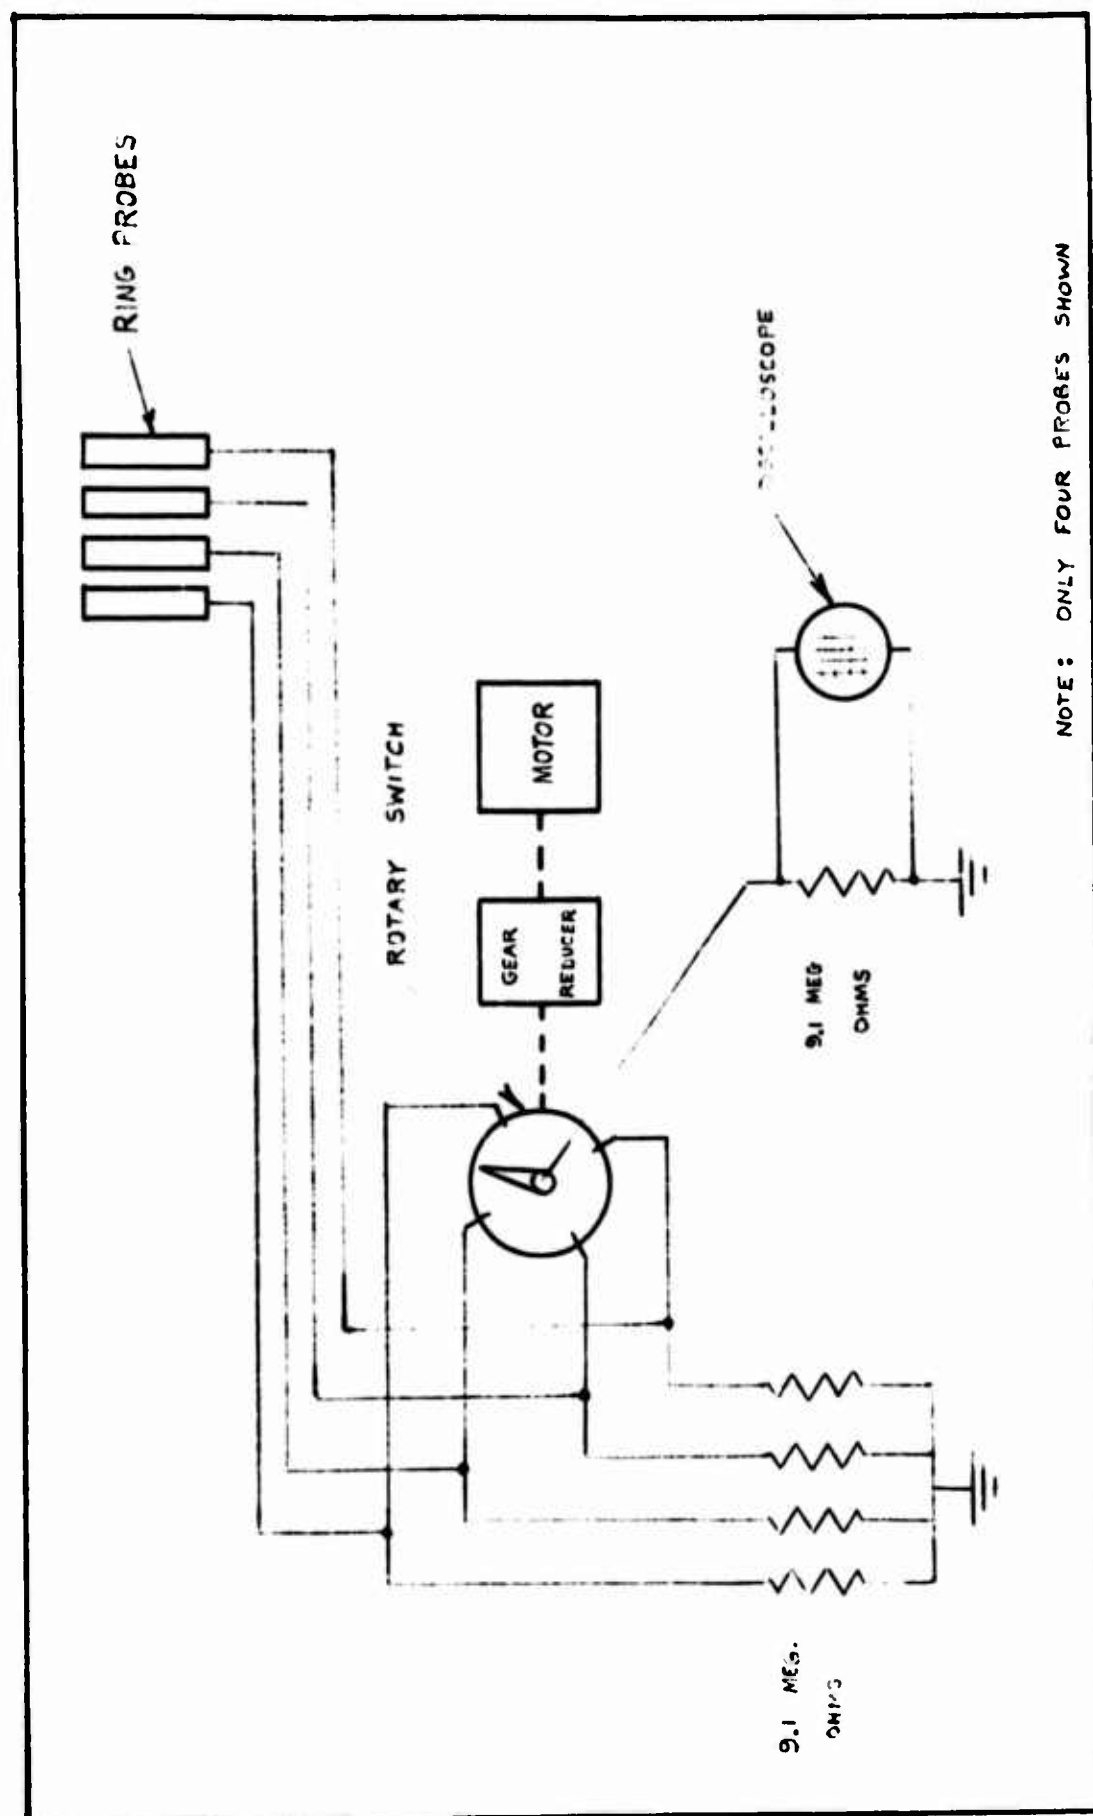 RING PROBES
ROTARY SWITCH
MOTOR
GEAR
REDUCER
9.1 MEG
OHMS
9.1 MEG.
OHMS
NOTE: ONLY FOUR PROBES SHOWN